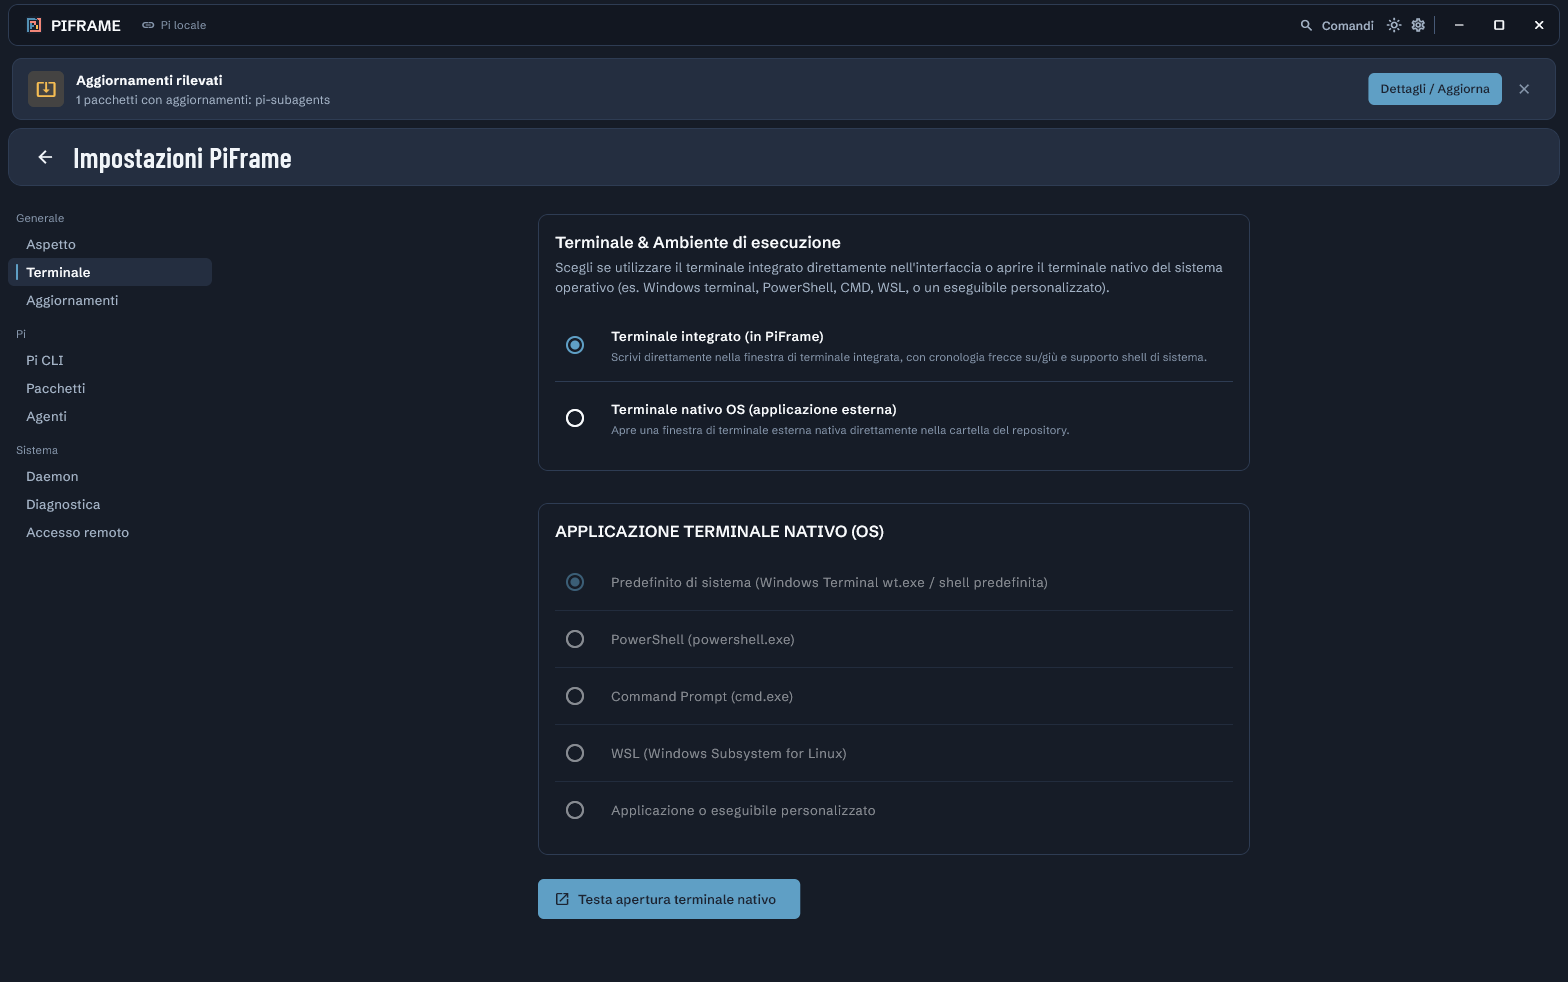 PIFRAME
Pi locale
Comandi
Aggiornamenti rilevati
1 pacchetti con aggiornamenti: pi-subagents
Dettagli / Aggiorna
Impostazioni PiFrame
Generale
Aspetto
Terminale
Aggiornamenti
Pi
Pi CLI
Pacchetti
Agenti
Sistema
Daemon
Diagnostica
Accesso remoto
Terminale & Ambiente di esecuzione
Scegli se utilizzare il terminale integrato direttamente nell'interfaccia o aprire il terminale nativo del sistema
operativo (es. Windows terminal, PowerShell, CMD, WSL, o un eseguibile personalizzato).
Terminale integrato (in PiFrame)
Scrivi direttamente nella finestra di terminale integrata, con cronologia frecce su/giù e supporto shell di sistema.
Terminale nativo OS (applicazione esterna)
Apre una finestra di terminale esterna nativa direttamente nella cartella del repository.
APPLICAZIONE TERMINALE NATIVO (OS)
Predefinito di sistema (Windows Terminal wt.exe / shell predefinita)
PowerShell (powershell.exe)
Command Prompt (cmd.exe)
WSL (Windows Subsystem for Linux)
Applicazione o eseguibile personalizzato
Testa apertura terminale nativo